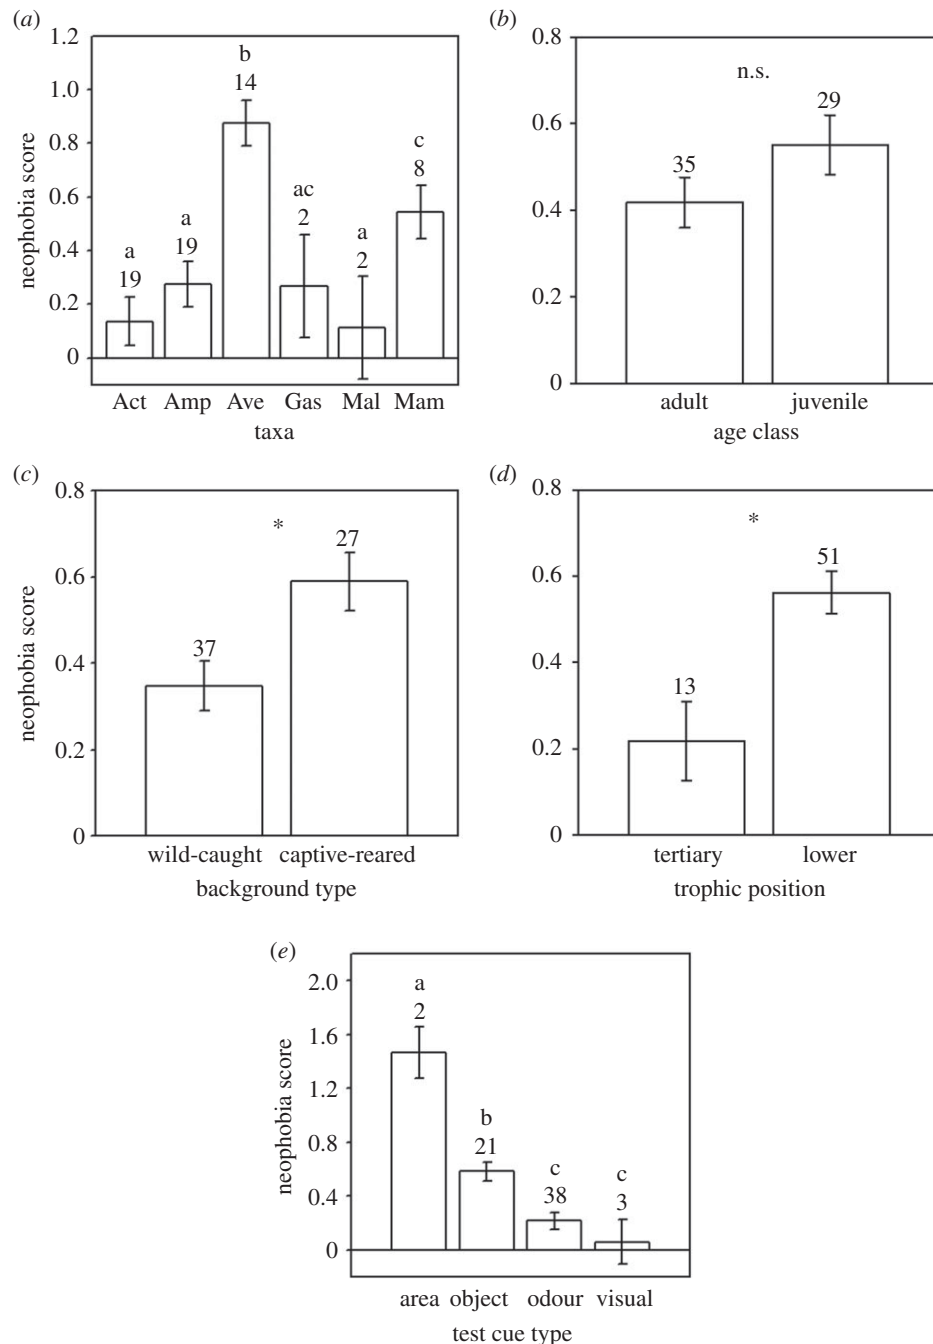 (a)
neophobia score
1.2
1.0
0.8
0.6
0.4
0.2
0
a
19
a
19
b
14
ac
2
a
2
c
8
Act Amp Ave Gas Mal Mam
taxa
(b)
0.8
0.6
0.4
0.2
0
n.s.
35
29
adult juvenile
age class
(c)
neophobia score
0.8
0.6
0.4
0.2
0
*
37
27
wild-caught captive-reared
background type
(d)
0.8
0.6
0.4
0.2
0
*
13
51
tertiary lower
trophic position
(e)
neophobia score
2.0
1.6
1.2
0.8
0.4
0
a
2
b
21
c
38
c
3
area object odour visual
test cue type